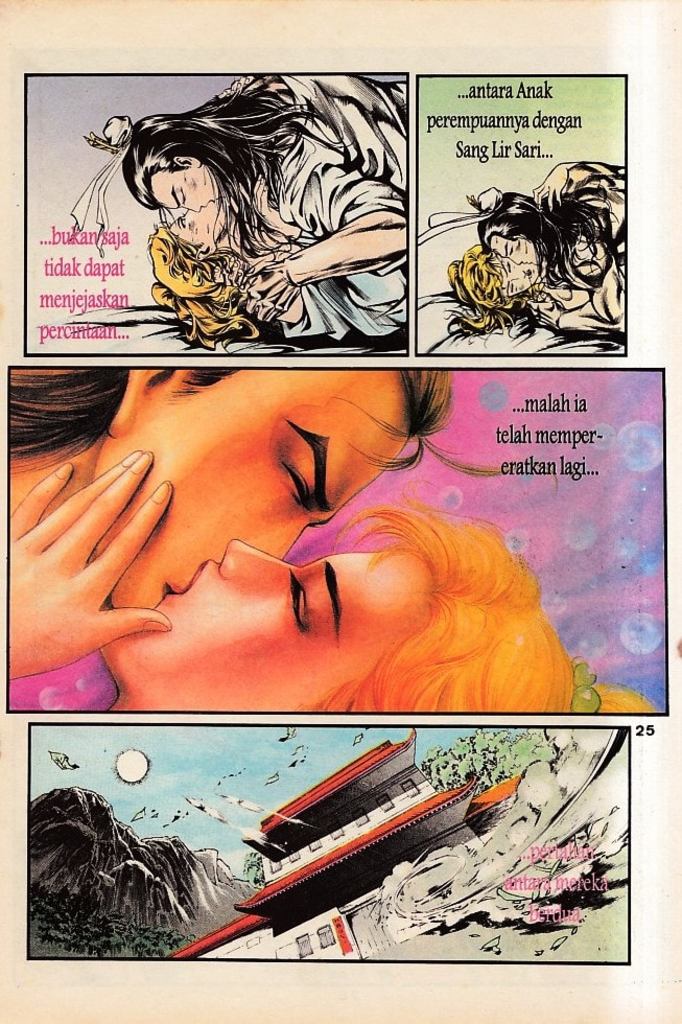 ...bukan saja
tidak dapat
menjejaskan
percintaan...
...antara Anak
perempuannya dengan
Sang Lir Sari...
...malah ia
telah memper-
eratkan lagi...
25
...pertalian
antara mereka
berdua.